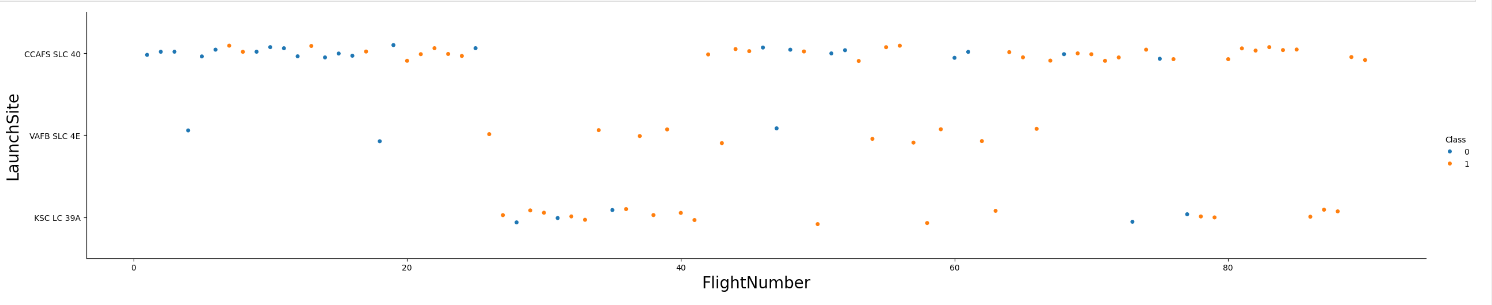 LaunchSite
CCAFS SLC 40
VAFB SLC 4E
KSC LC 39A
0 20 40 60 80
FlightNumber
Class
0
1